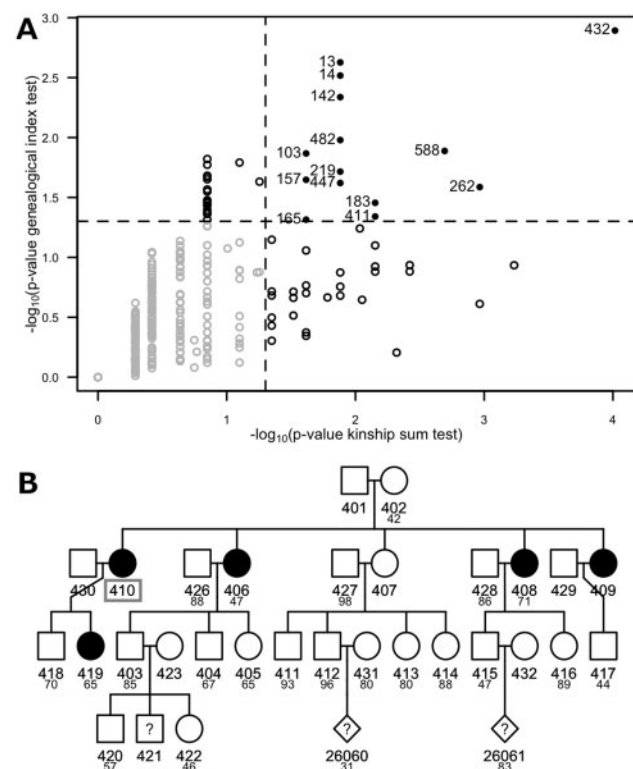 A
-log10(p-value genealogical index test)
3.0
432
13
2.5
14
142
2.0
482
103
588
219
157
447
262
1.5
183
411
165
1.0
0.5
0.0
0 1 2 3 4
-log10(p-value kinship sum test)
B
401 402
42
430 410 426 406 427 407 428 408 429 409
88 47 98 86 71
418 419 403 423 404 405 411 412 431 413 414 415 432 416 417
70 65 85 67 65 93 96 80 80 88 47 89 44
? ? ?
420 421 422 26060 26061
57 46 31 83